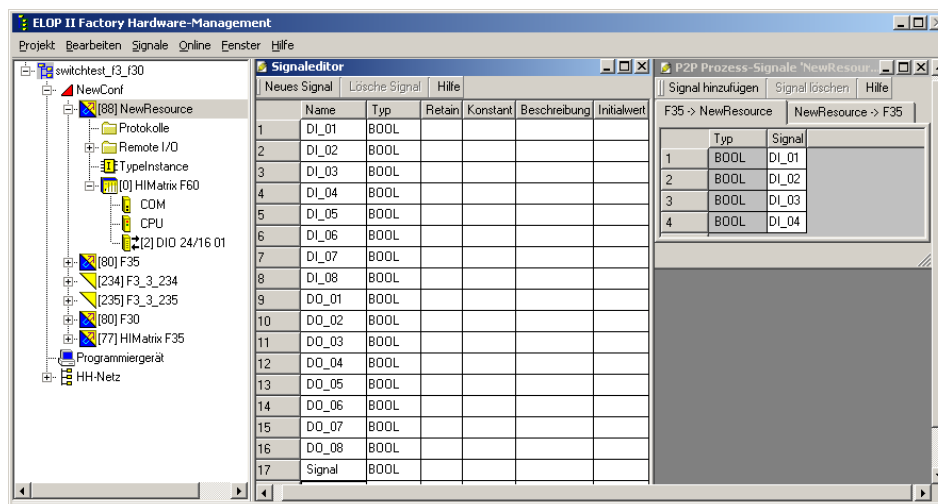 ELOP II Factory Hardware-Management
Projekt Bearbeiten Signale Online Fenster Hilfe
switchtest_f3_f30
NewConf
[88] NewResource
Protokolle
Remote I/O
TypeInstance
[0] HIMatrix F60
COM
CPU
[2] DIO 24/16 01
[80] F35
[234] F3_3_234
[235] F3_3_235
[80] F30
[77] HIMatrix F35
Programmiergerät
HH-Netz
Signaleditor
Neues Signal Lösche Signal Hilfe
Name Typ Retain Konstant Beschreibung Initialwert
1 DI_01 BOOL
2 DI_02 BOOL
3 DI_03 BOOL
4 DI_04 BOOL
5 DI_05 BOOL
6 DI_06 BOOL
7 DI_07 BOOL
8 DI_08 BOOL
9 DO_01 BOOL
10 DO_02 BOOL
11 DO_03 BOOL
12 DO_04 BOOL
13 DO_05 BOOL
14 DO_06 BOOL
15 DO_07 BOOL
16 DO_08 BOOL
17 Signal BOOL
P2P Prozess-Signale 'NewResour...
Signal hinzufügen Signal löschen Hilfe
F35 -> NewResource NewResource -> F35
Typ Signal
1 BOOL DI_01
2 BOOL DI_02
3 BOOL DI_03
4 BOOL DI_04